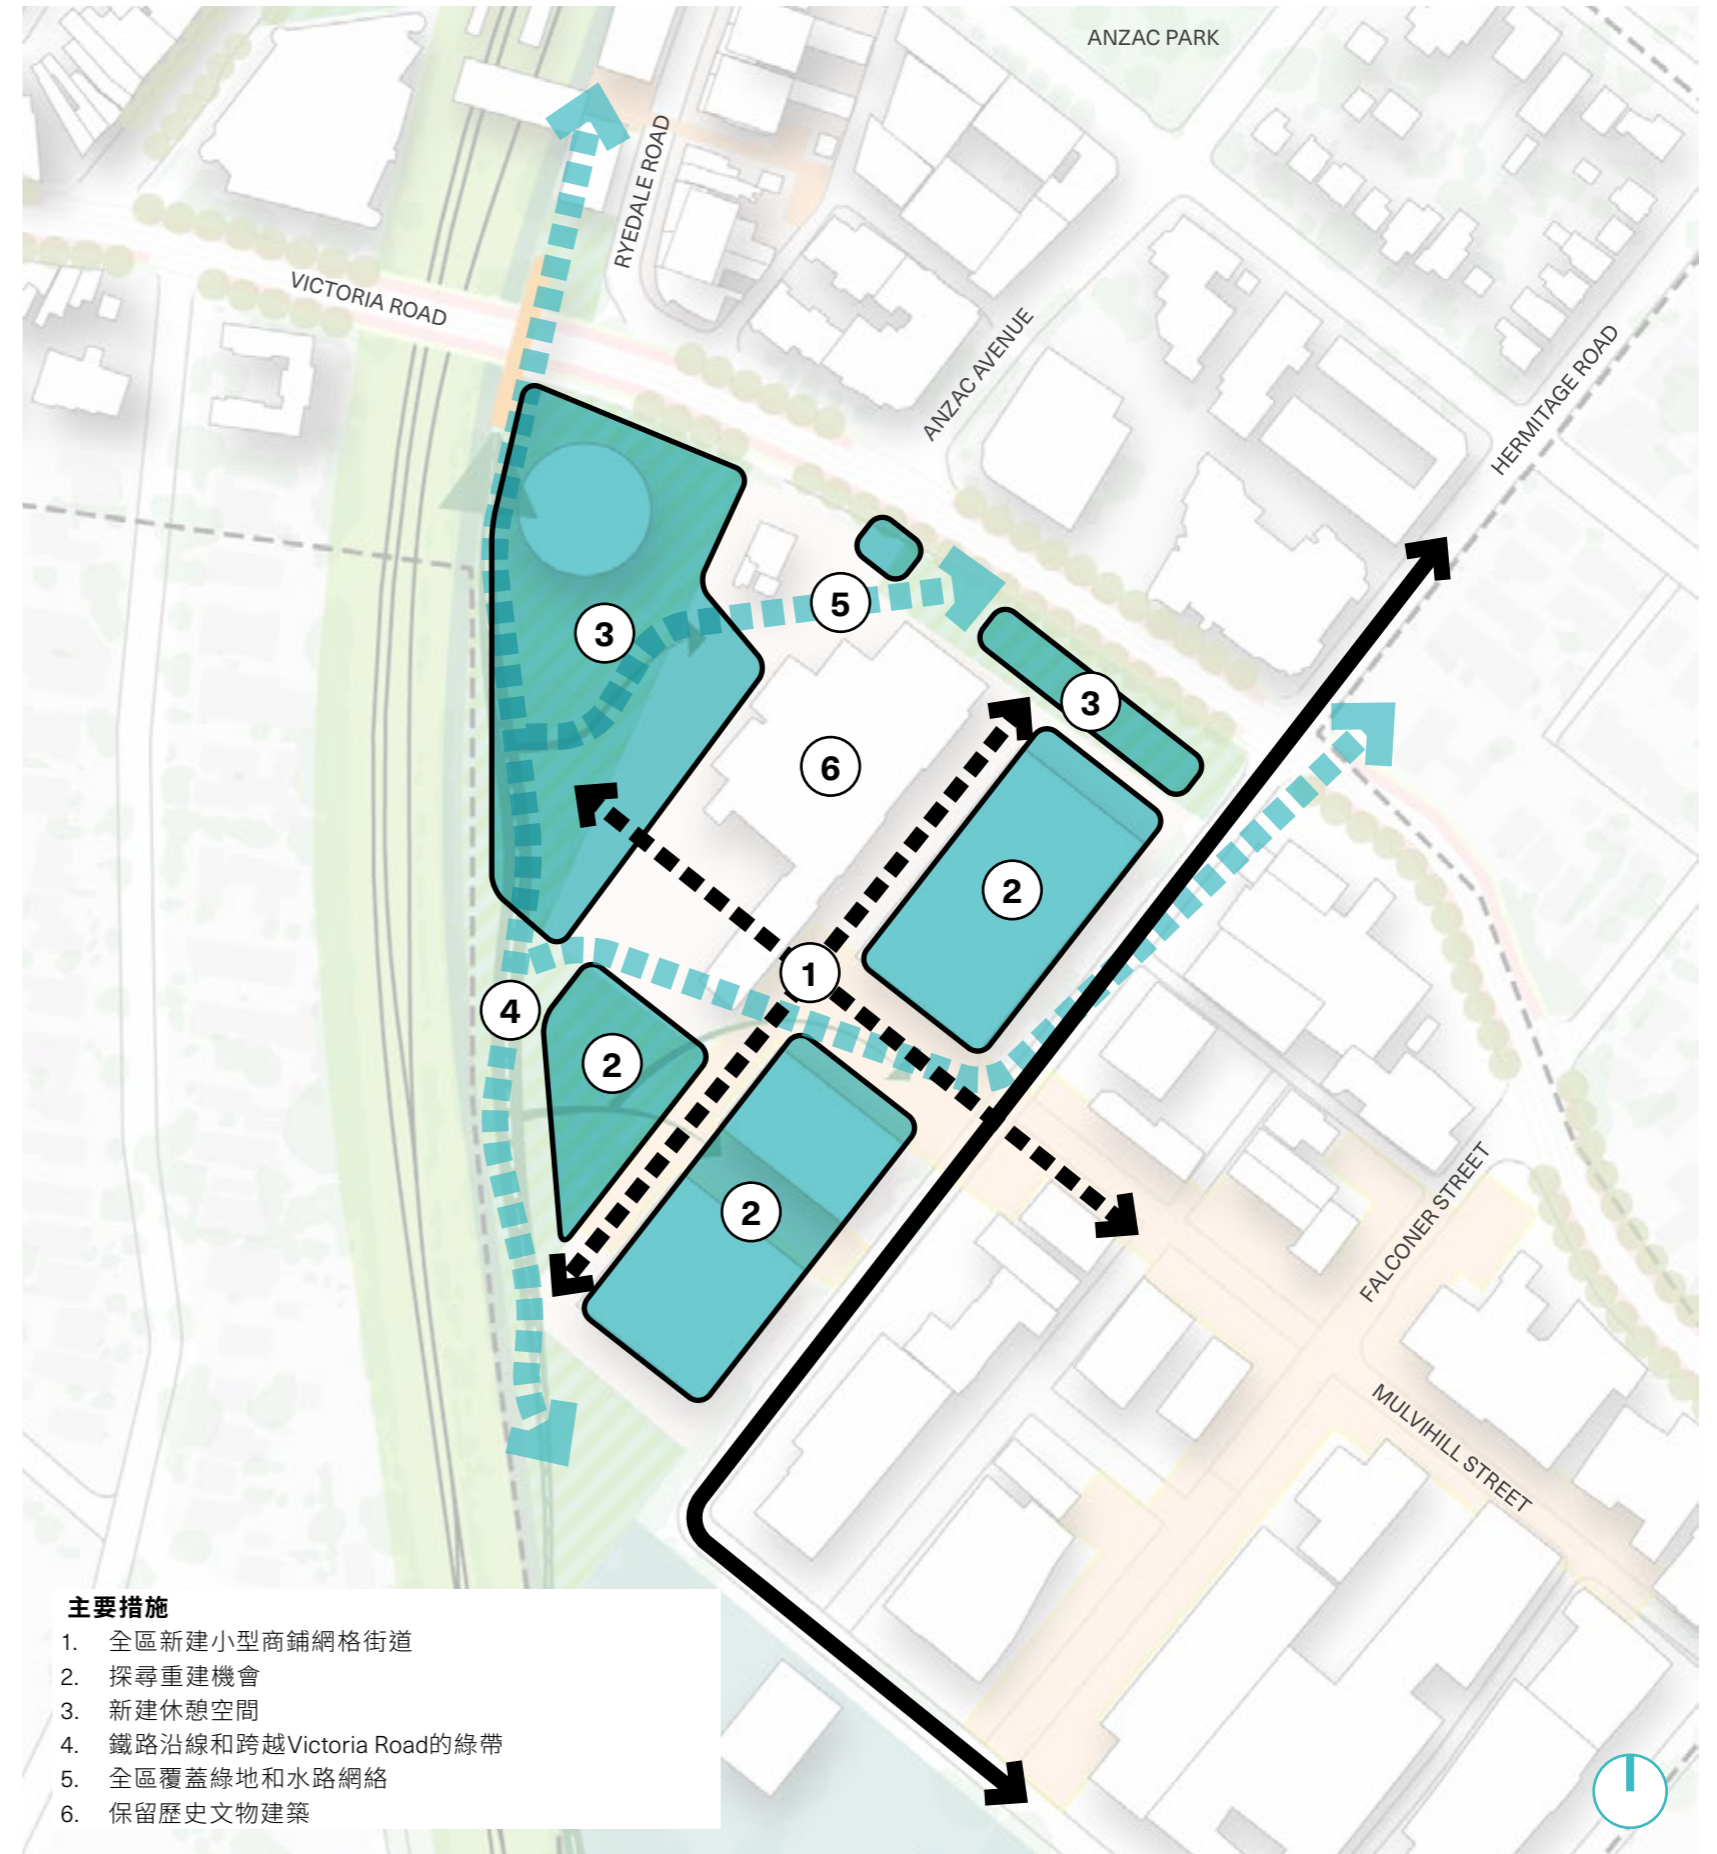 ANZAC PARK
RYEDALE ROAD
VICTORIA ROAD
ANZAC AVENUE
HERMITAGE ROAD
5
3
3
6
2
1
4
2
2
FALCONER STREET
MULVIHILL STREET
主要措施
1. 全區新建小型商鋪網格街道
2. 探尋重建機會
3. 新建休憩空間
4. 鐵路沿線和跨越Victoria Road的綠帶
5. 全區覆蓋綠地和水路網絡
6. 保留歷史文物建築